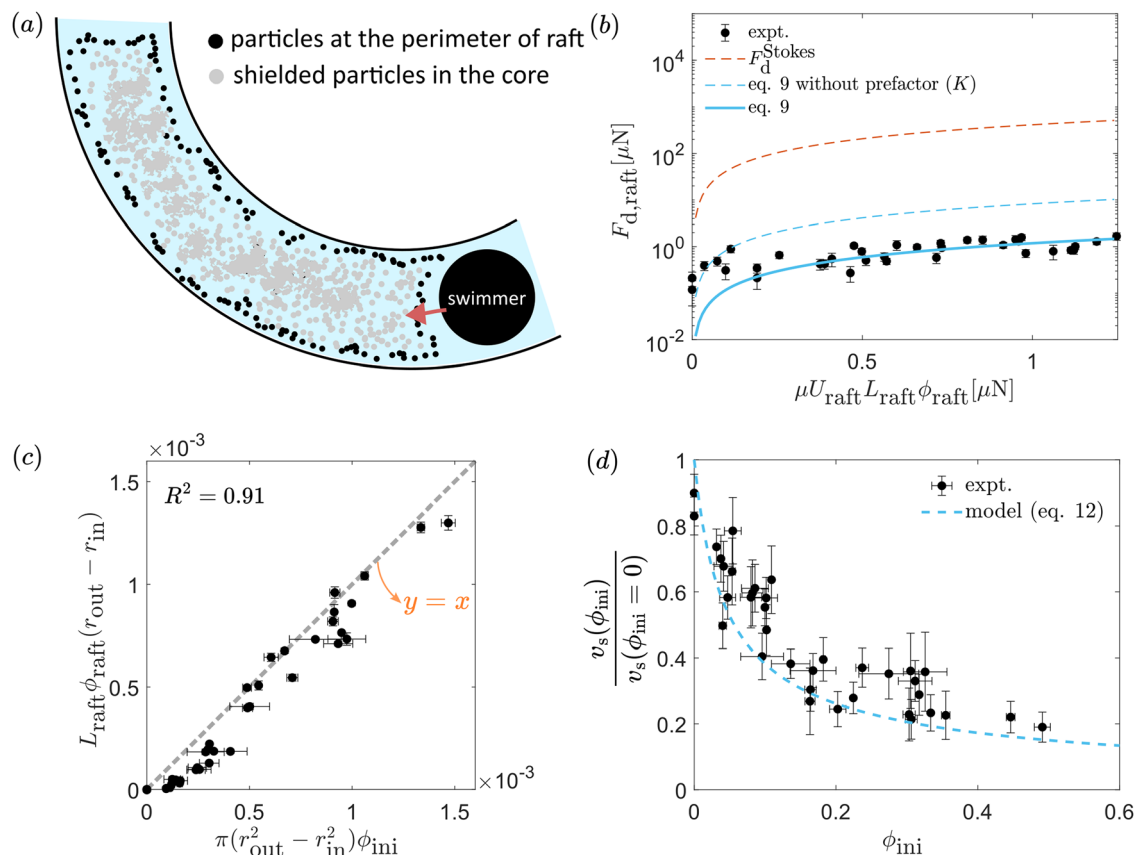 (a)
particles at the perimeter of raft
shielded particles in the core
swimmer
(b)
expt.
F_d^Stokes
eq. 9 without prefactor (K)
eq. 9
F_d,raft [μN]
10^4
10^2
10^0
10^-2
0
0.5
1
μU_raft L_raft ϕ_raft [μN]
(c)
×10^-3
R^2 = 0.91
y = x
L_raft ϕ_raft (r_out − r_in)
1.5
1
0.5
0
0
0.5
1
1.5
×10^-3
π(r_out^2 − r_in^2)ϕ_ini
(d)
expt.
model (eq. 12)
v_s(ϕ_ini)
v_s(ϕ_ini = 0)
1
0.8
0.6
0.4
0.2
0
0
0.2
0.4
0.6
ϕ_ini